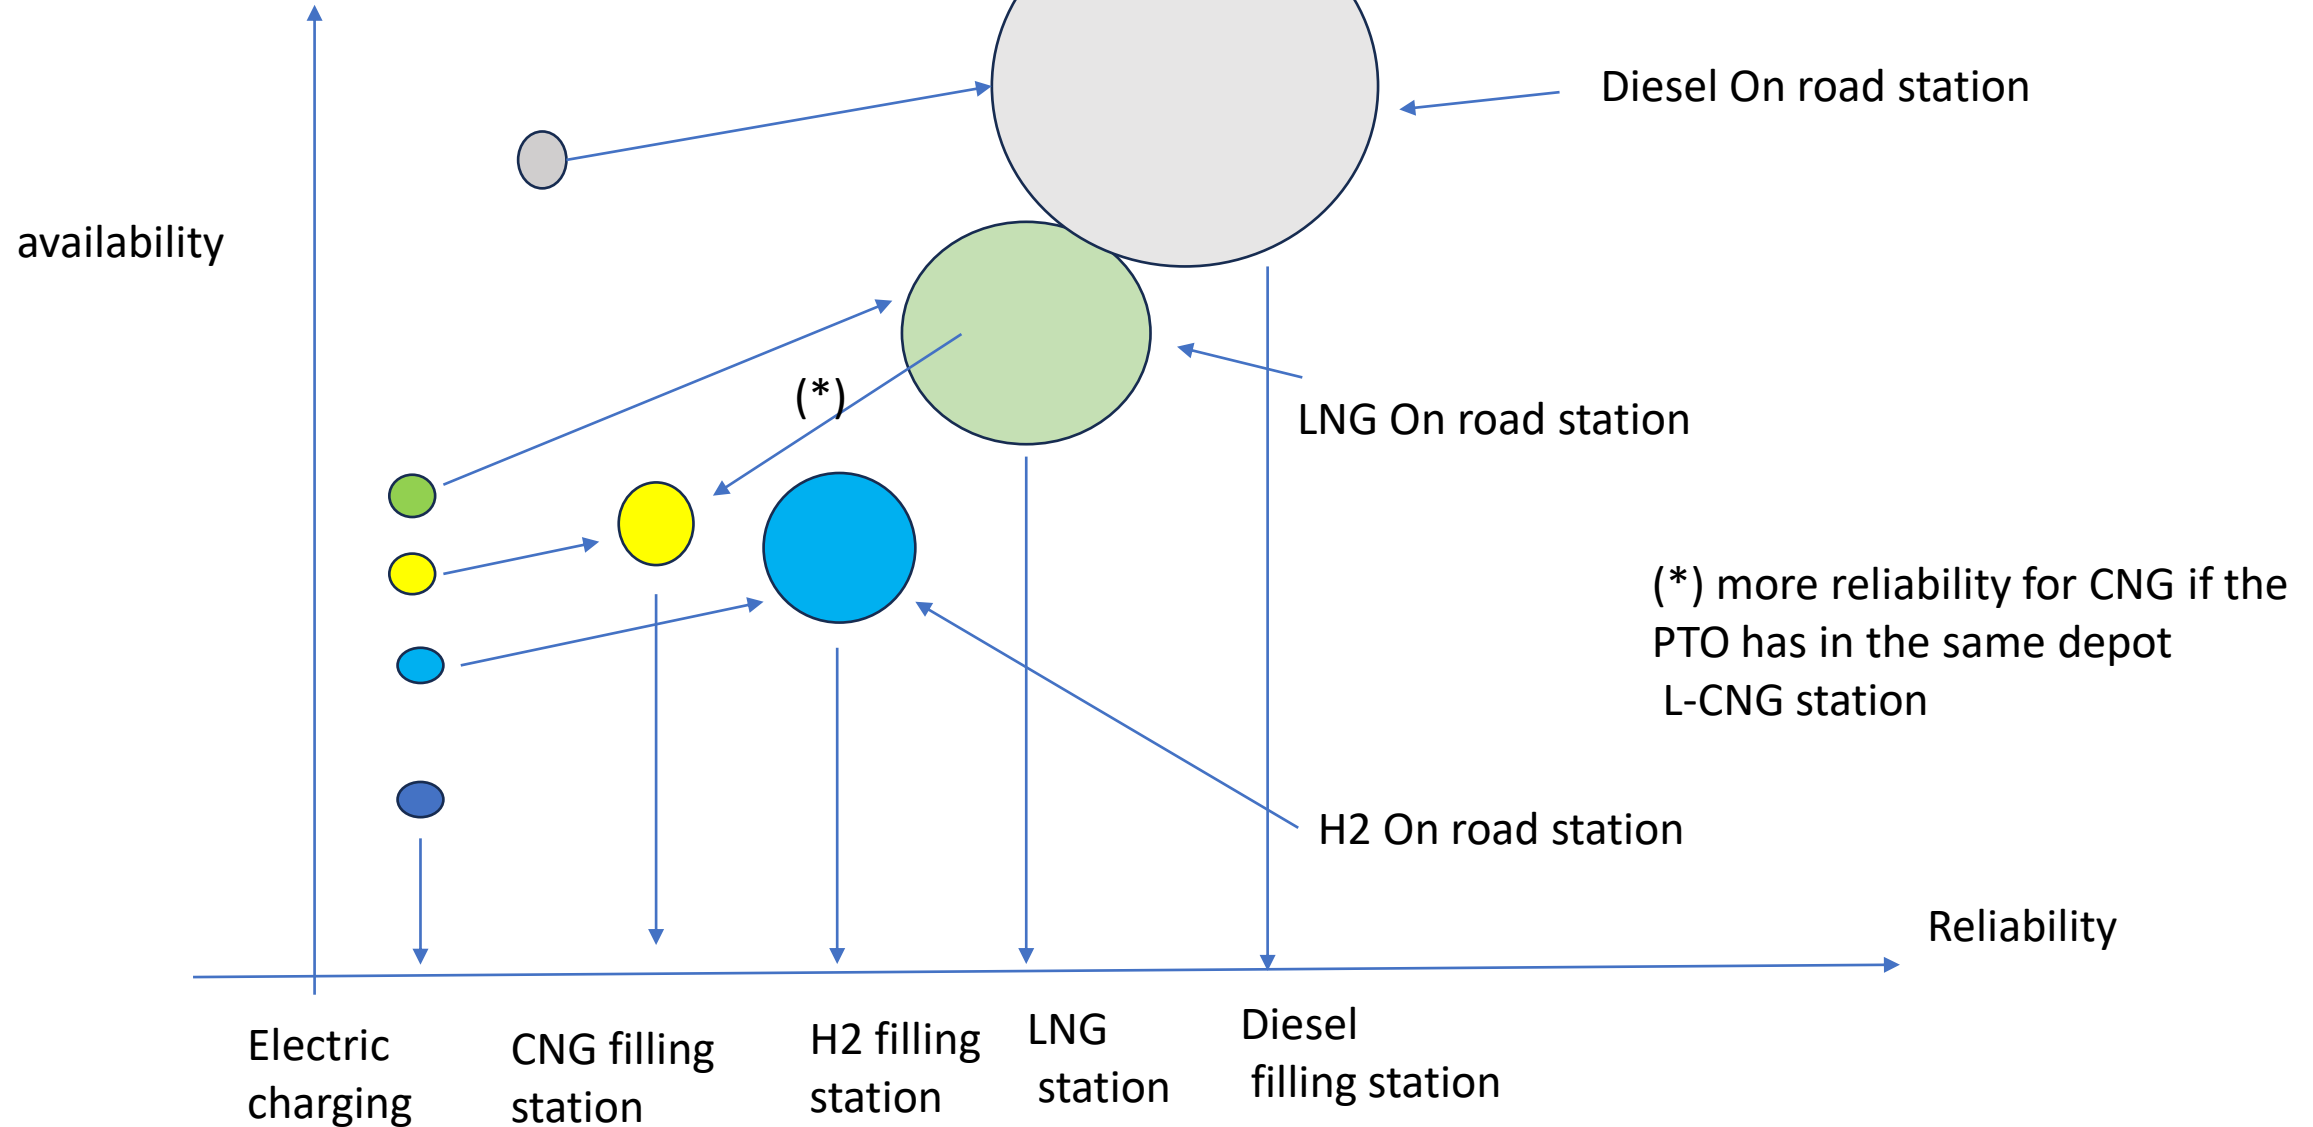 Diesel On road station
availability
(*)
LNG On road station
(*) more reliability for CNG if the
PTO has in the same depot
L-CNG station
H2 On road station
Reliability
Electric
charging
CNG filling
station
H2 filling
station
LNG
station
Diesel
filling station